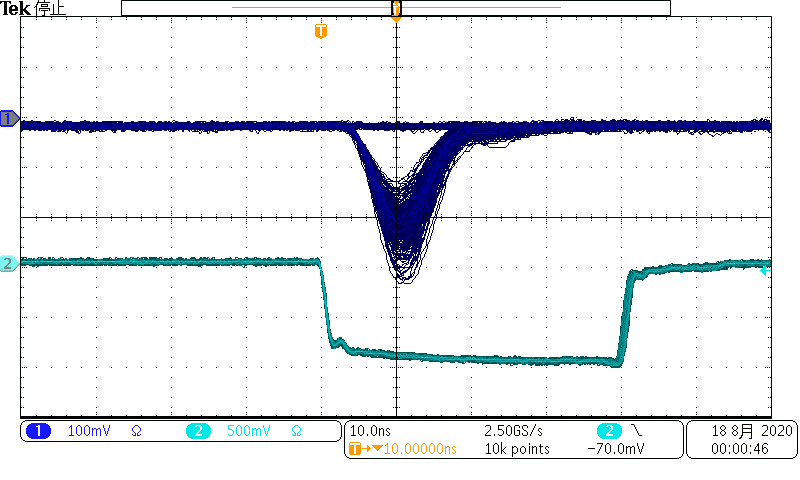 Tek 停止
T
T
1
2
1 100mV Ω 2 500mV Ω
10.0ns 2.50GS/s 2 \
T→▼10.00000ns 10k points −70.0mV
18 8月 2020
00:00:46